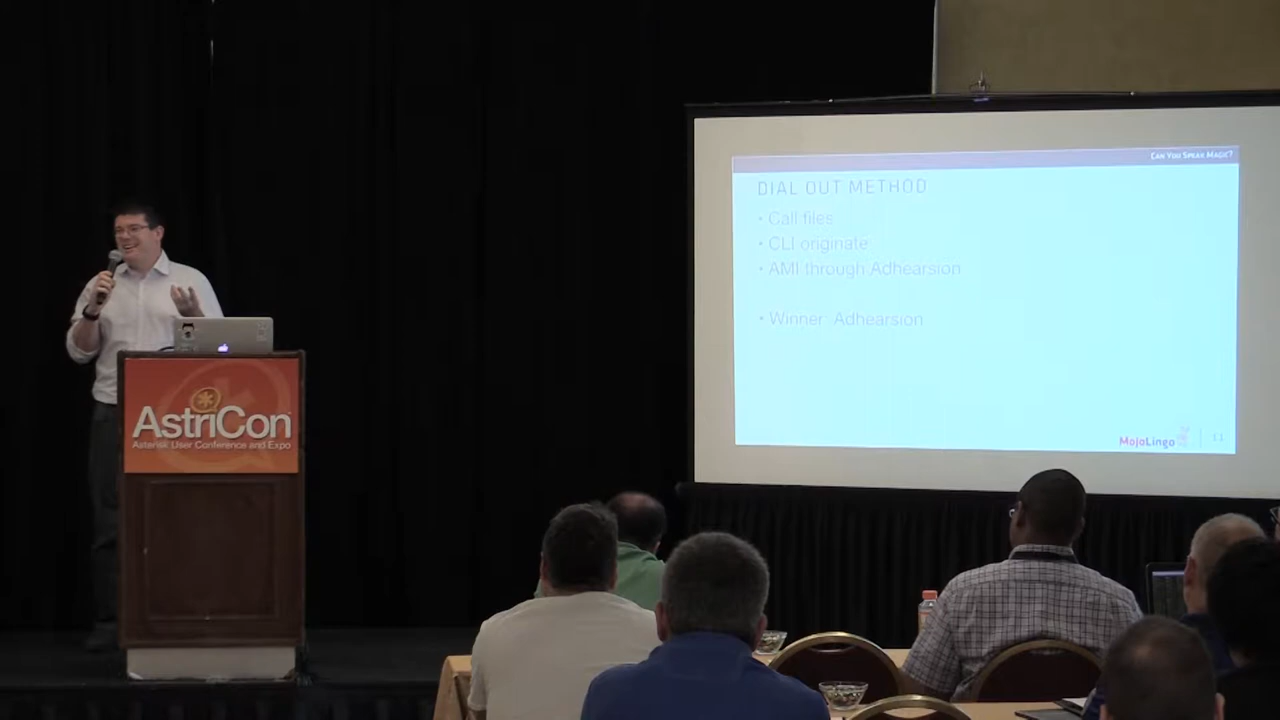 CAN YOU SPEAK MAGIC?
DIAL OUT METHOD
• Call files
• CLI originate
• AMI through Adhearsion
• Winner: Adhearsion
MOJOLINGO
11
AstriCon
Asterisk User Conference and Expo